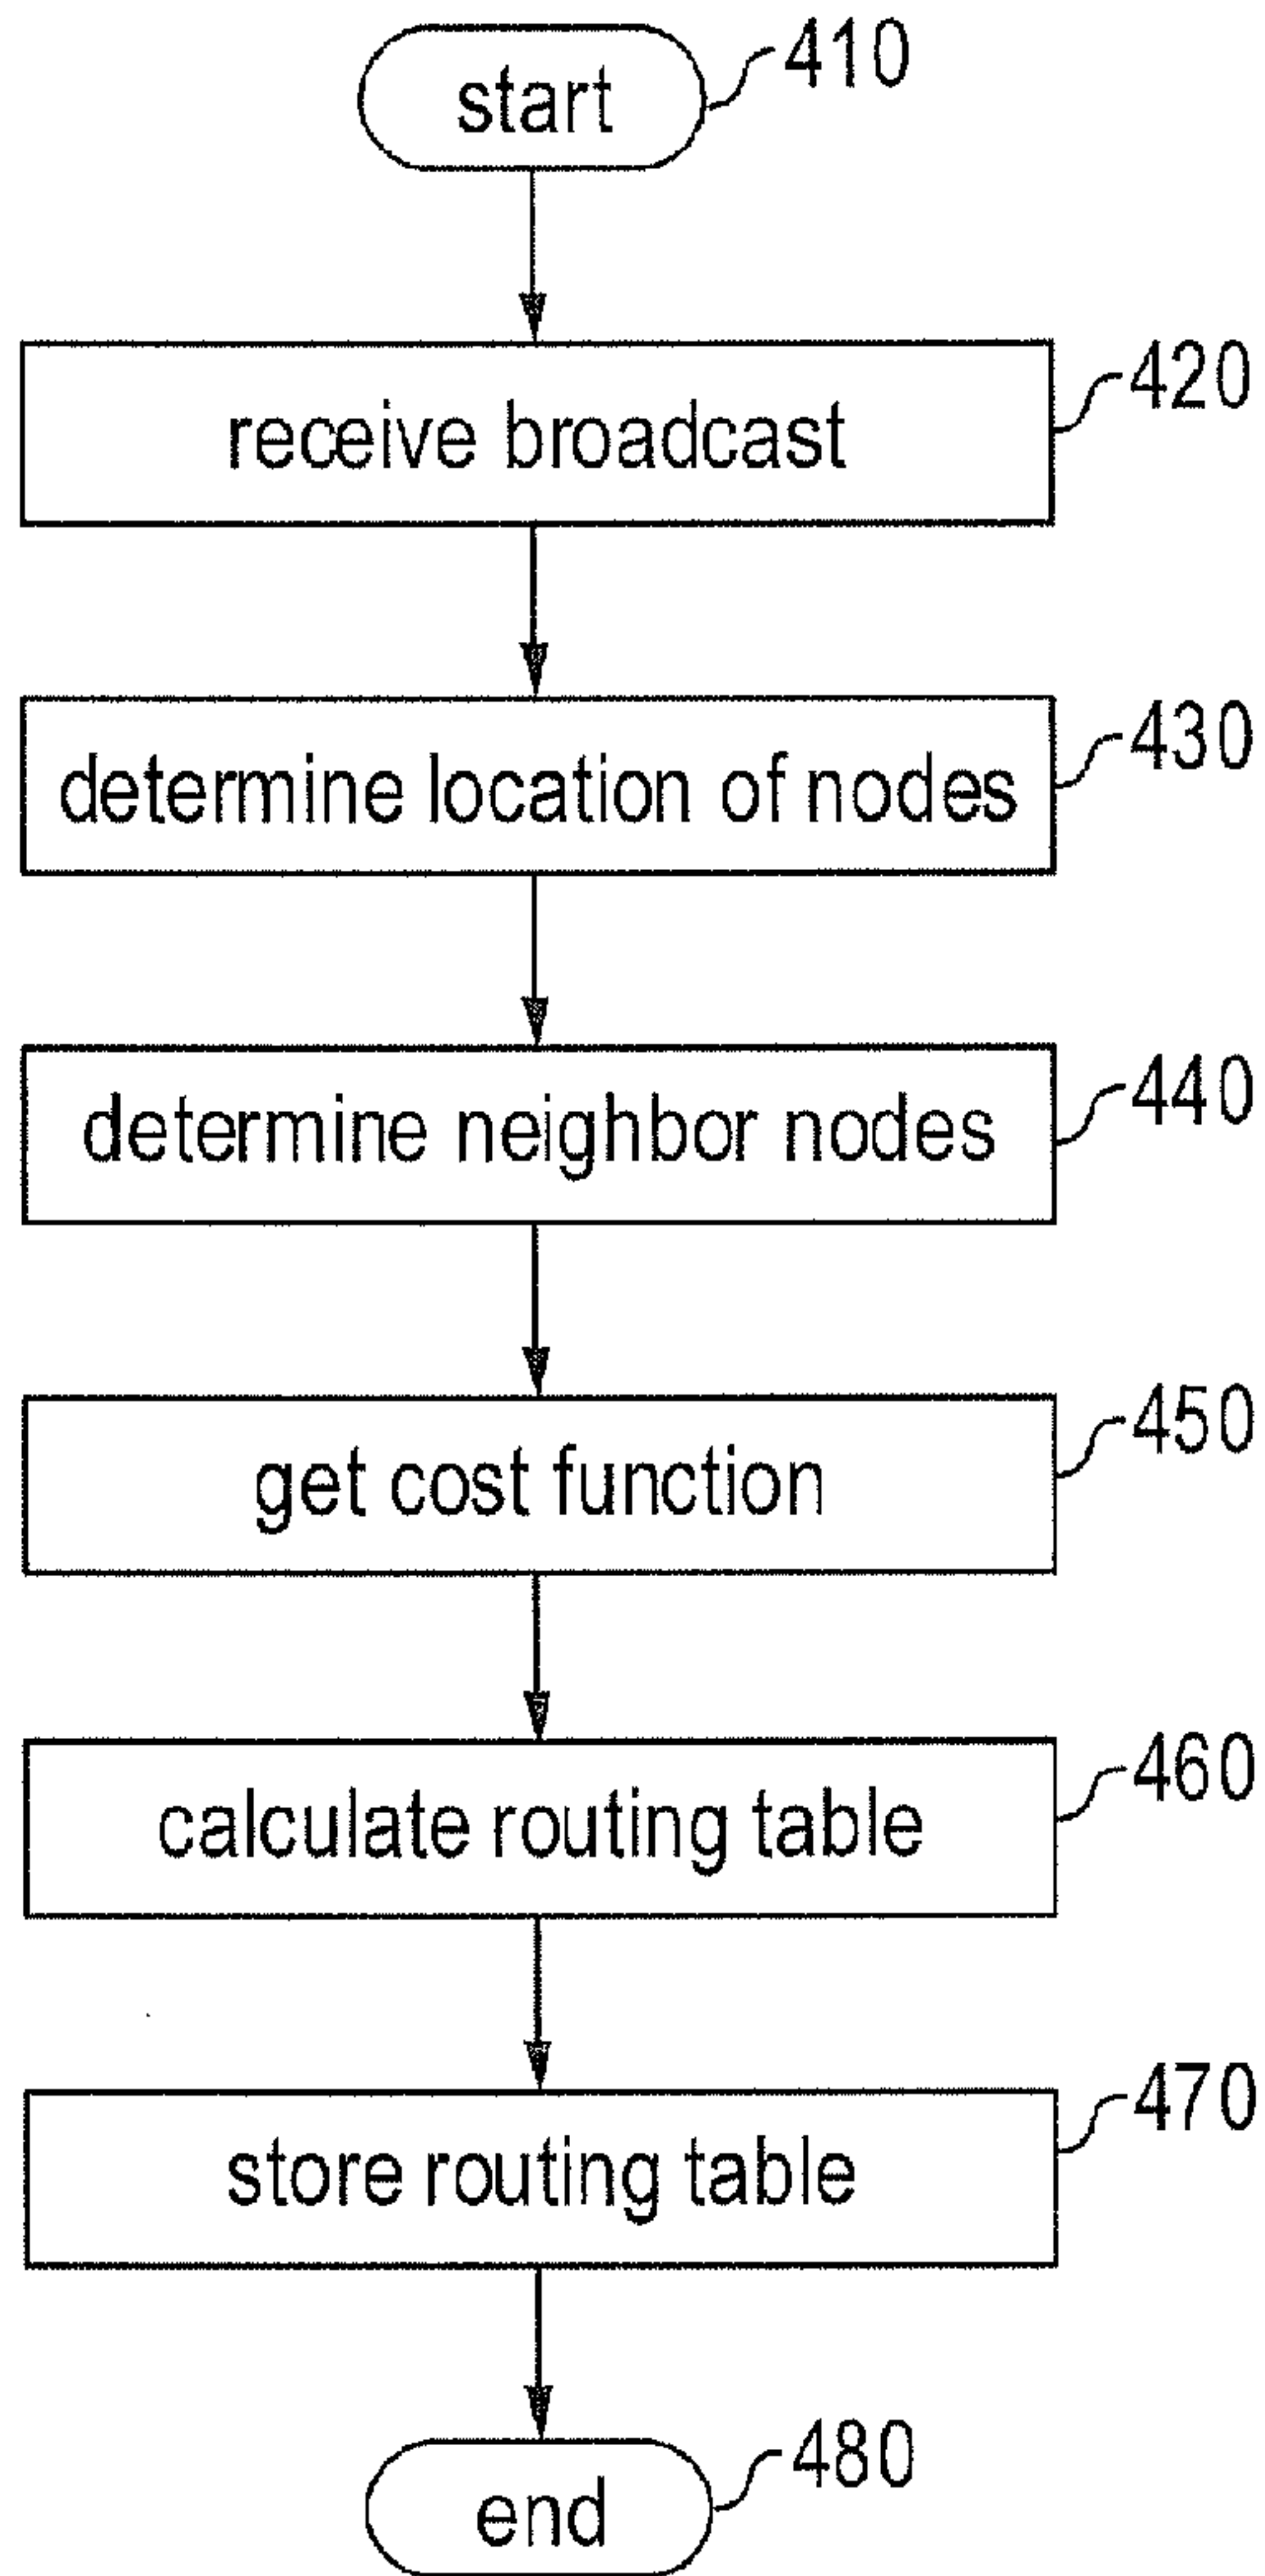 start
410
receive broadcast
420
determine location of nodes
430
determine neighbor nodes
440
get cost function
450
calculate routing table
460
store routing table
470
end
480